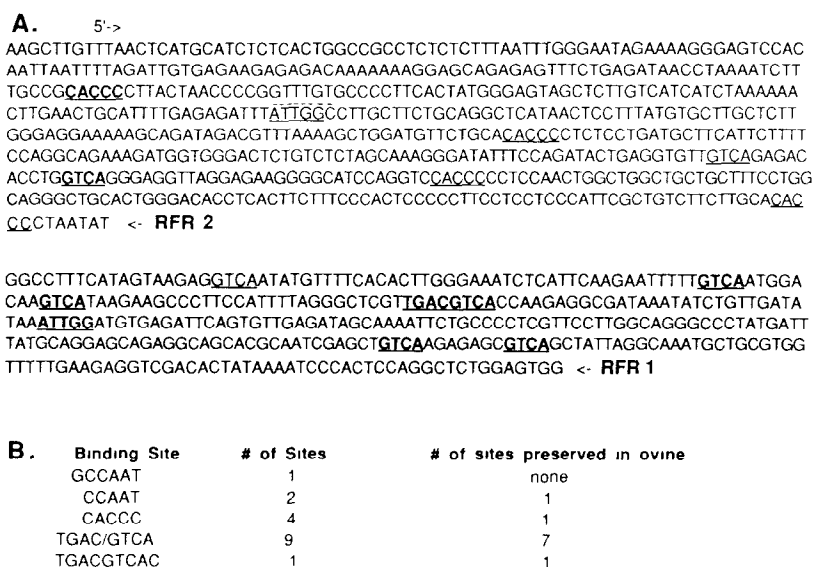 A. 5'->
AAGCTTGTTTAACTCATGCATCTCTCACTGGCCGCCTCTCTCTTTAATTTGGGAATAGAAAAGGGAGTCCAC
AATTAATTTTAGATTGTGAGAAGAGAGACAAAAAAAGGAGCAGAGAGTTTCTGAGATAACCTAAAATCTT
TGCCGCACCCCTTACTAACCCCGGTTTGTGCCCCTTCACTATGGGAGTAGCTCTTGTCATCATCTAAAAAA
CTTGAACTGCATTTTGAGAGATTTATTGGCCTTGCTTCTGCAGGCTCATAACTCCTTTATGTGCTTGCTCTT
GGGAGGAAAAAGCAGATAGACGTTTAAAAGCTGGATGTTCTGCACACCCCTCTCCTGATGCTTCATTCTTTT
CCAGGCAGAAAGATGGTGGGACTCTGTCTCTAGCAAAGGGATATTTCCAGATACTGAGGTGTTGTCAGAGAC
ACCTGGTCAGGGAGGTTAGGAGAAGGGGCATCCAGGTCCACCCCCTCCAACTGGCTGGCTGCTGCTTTCCTGG
CAGGGCTGCACTGGGACACCTCACTTCTTTCCCACTCCCCCTTCCTCCTCCCATTCGCTGTCTTCTTGCACAC
CCCTAATAT <- RFR 2
GGCCTTTCATAGTAAGAGGTCAATATGTTTTCACACTTGGGAAATCTCATTCAAGAATTTTTGTCAATGGA
CAAGTCATAAGAAGCCCTTCCATTTTAGGGCTCGTTGACGTCACCAAGAGGCGATAAATATCTGTTGATA
TAAATTGGATGTGAGATTCAGTGTTGAGATAGCAAAATTCTGCCCCCTCGTTCCTTGGCAGGGCCCTATGATT
TATGCAGGAGCAGAGGCAGCACGCAATCGAGCTGTCAAGAGAGCGTCAGCTATTAGGCAAATGCTGCGTGG
TTTTTGAAGAGGTCGACACTATAAAATCCCACTCCAGGCTCTGGAGTGG <- RFR 1
B. Binding Site # of Sites # of sites preserved in ovine
GCCAAT 1 none
CCAAT 2 1
CACCC 4 1
TGAC/GTCA 9 7
TGACGTCAC 1 1